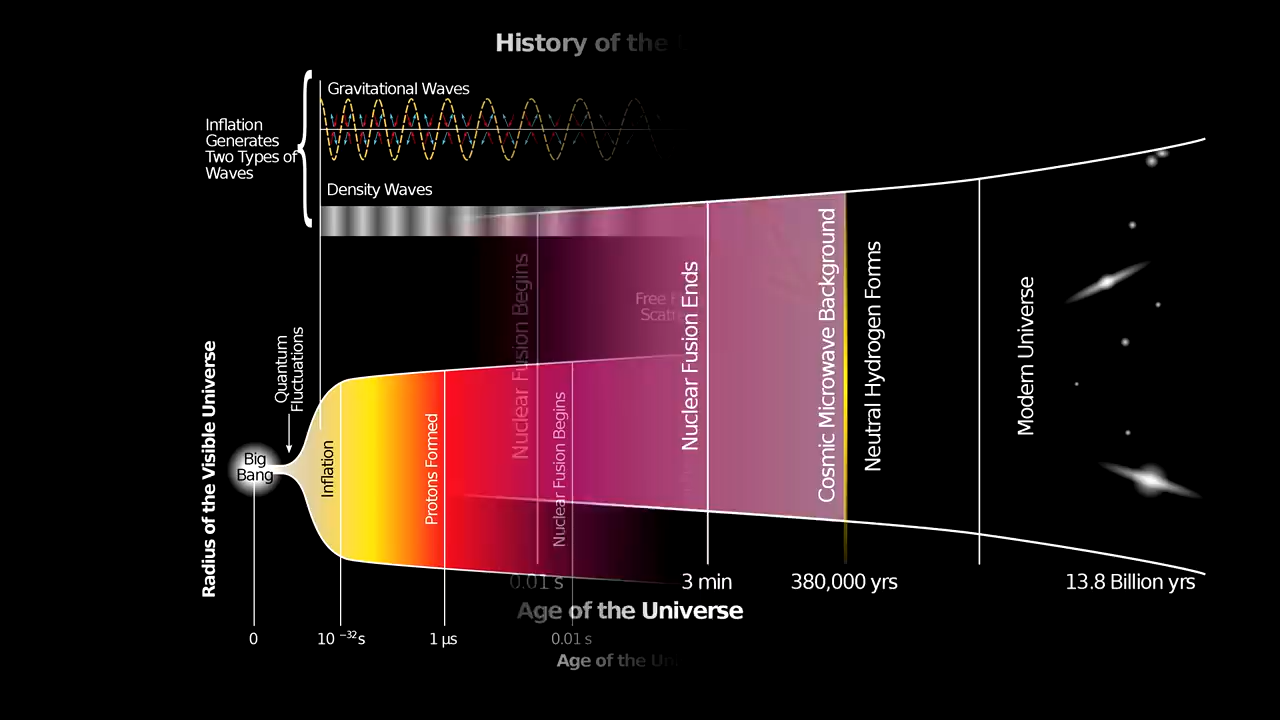 History of the
Gravitational Waves
Inflation
Generates
Two Types of
Waves
Density Waves
Radius of the Visible Universe
Quantum
Fluctuations
Big
Bang
Inflation
Protons Formed
Nuclear Fusion Begins
Nuclear Fusion Begins
Free
Nuclear Fusion Ends
Cosmic Microwave Background
Neutral Hydrogen Forms
Modern Universe
0.01 s
3 min
380,000 yrs
13.8 Billion yrs
Age of the Universe
0
10 −32s
1 µs
0.01 s
Age of the